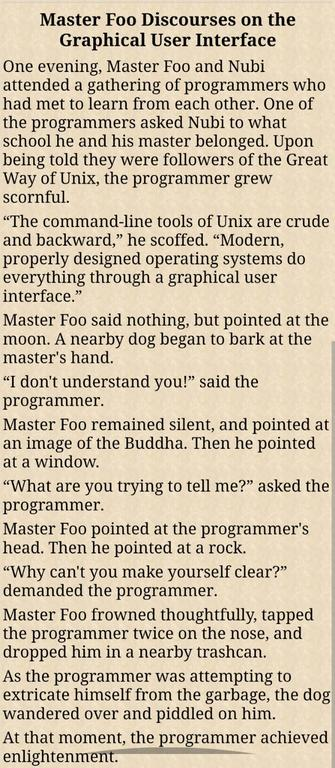 Master Foo Discourses on the
Graphical User Interface
One evening, Master Foo and Nubi
attended a gathering of programmers who
had met to learn from each other. One of
the programmers asked Nubi to what
school he and his master belonged. Upon
being told they were followers of the Great
Way of Unix, the programmer grew
scornful.
“The command-line tools of Unix are crude
and backward,” he scoffed. “Modern,
properly designed operating systems do
everything through a graphical user
interface.”
Master Foo said nothing, but pointed at the
moon. A nearby dog began to bark at the
master's hand.
“I don't understand you!” said the
programmer.
Master Foo remained silent, and pointed at
an image of the Buddha. Then he pointed
at a window.
“What are you trying to tell me?” asked the
programmer.
Master Foo pointed at the programmer's
head. Then he pointed at a rock.
“Why can't you make yourself clear?”
demanded the programmer.
Master Foo frowned thoughtfully, tapped
the programmer twice on the nose, and
dropped him in a nearby trashcan.
As the programmer was attempting to
extricate himself from the garbage, the dog
wandered over and piddled on him.
At that moment, the programmer achieved
enlightenment.